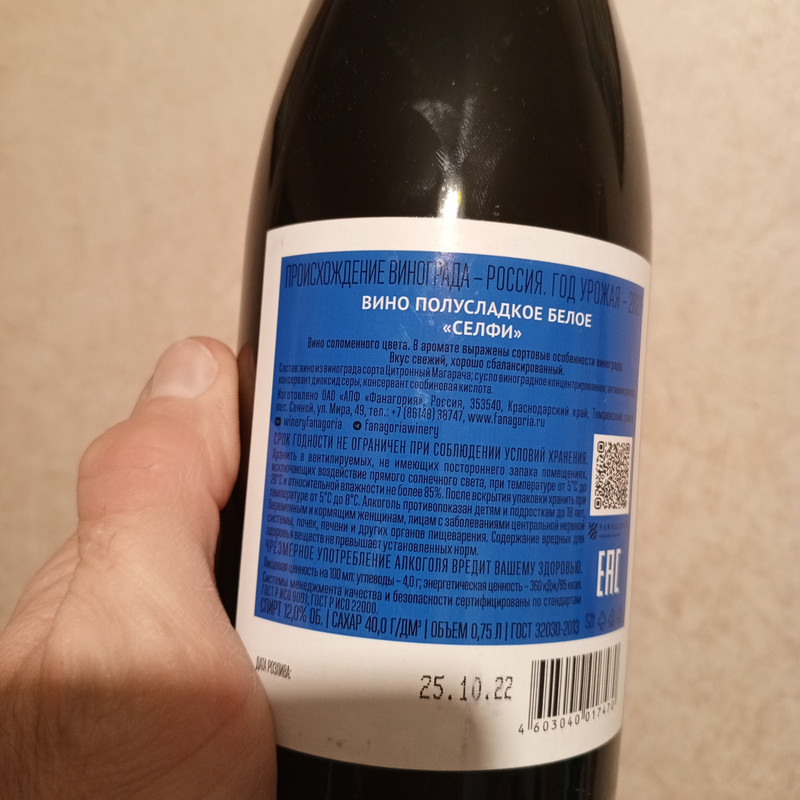 ПРОИСХОЖДЕНИЕ ВИНОГРАДА – РОССИЯ. ГОД УРОЖАЯ –
ВИНО ПОЛУСЛАДКОЕ БЕЛОЕ
«СЕЛФИ»
Вино соломенного цвета. В аромате выражены сортовые особенности винограда.
Вкус свежий, хорошо сбалансированный.
Состав: вино из винограда сорта Цитронный Магарача; сусло виноградное концентрированное;
консервант диоксид серы; консервант сорбиновая кислота.
Изготовлено ОАО «АПФ «Фанагория», Россия, 353540, Краснодарский край, Темрюкский
пос. Сенной, ул. Мира, 49, тел.: +7 (86148) 38747, www.fanagoria.ru
wineryfanagoria fanagoriawinery
СРОК ГОДНОСТИ НЕ ОГРАНИЧЕН ПРИ СОБЛЮДЕНИИ УСЛОВИЙ ХРАНЕНИЯ.
Хранить в вентилируемых, не имеющих постороннего запаха помещениях,
исключающих воздействие прямого солнечного света, при температуре от 5°С до
20°С и относительной влажности не более 85%. После вскрытия упаковки хранить при
температуре от 5°С до 8°С. Алкоголь противопоказан детям и подросткам до 18 лет,
беременным и кормящим женщинам, лицам с заболеваниями центральной нервной
системы, почек, печени и других органов пищеварения. Содержание вредных для
здоровья веществ не превышает установленных норм.
ЧРЕЗМЕРНОЕ УПОТРЕБЛЕНИЕ АЛКОГОЛЯ ВРЕДИТ ВАШЕМУ ЗДОРОВЬЮ.
Пищевая ценность на 100 мл: углеводы – 4,0 г; энергетическая ценность – 360 кДж/85 ккал.
Системы менеджмента качества и безопасности сертифицированы по стандартам
ГОСТ Р ИСО 9001, ГОСТ Р ИСО 22000.
СПИРТ 12,0% ОБ. | САХАР 40,0 Г/ДМ³ | ОБЪЕМ 0,75 Л | ГОСТ 32030-2013
EAC
ДАТА РОЗЛИВА:
25.10.22
4 603040 017470